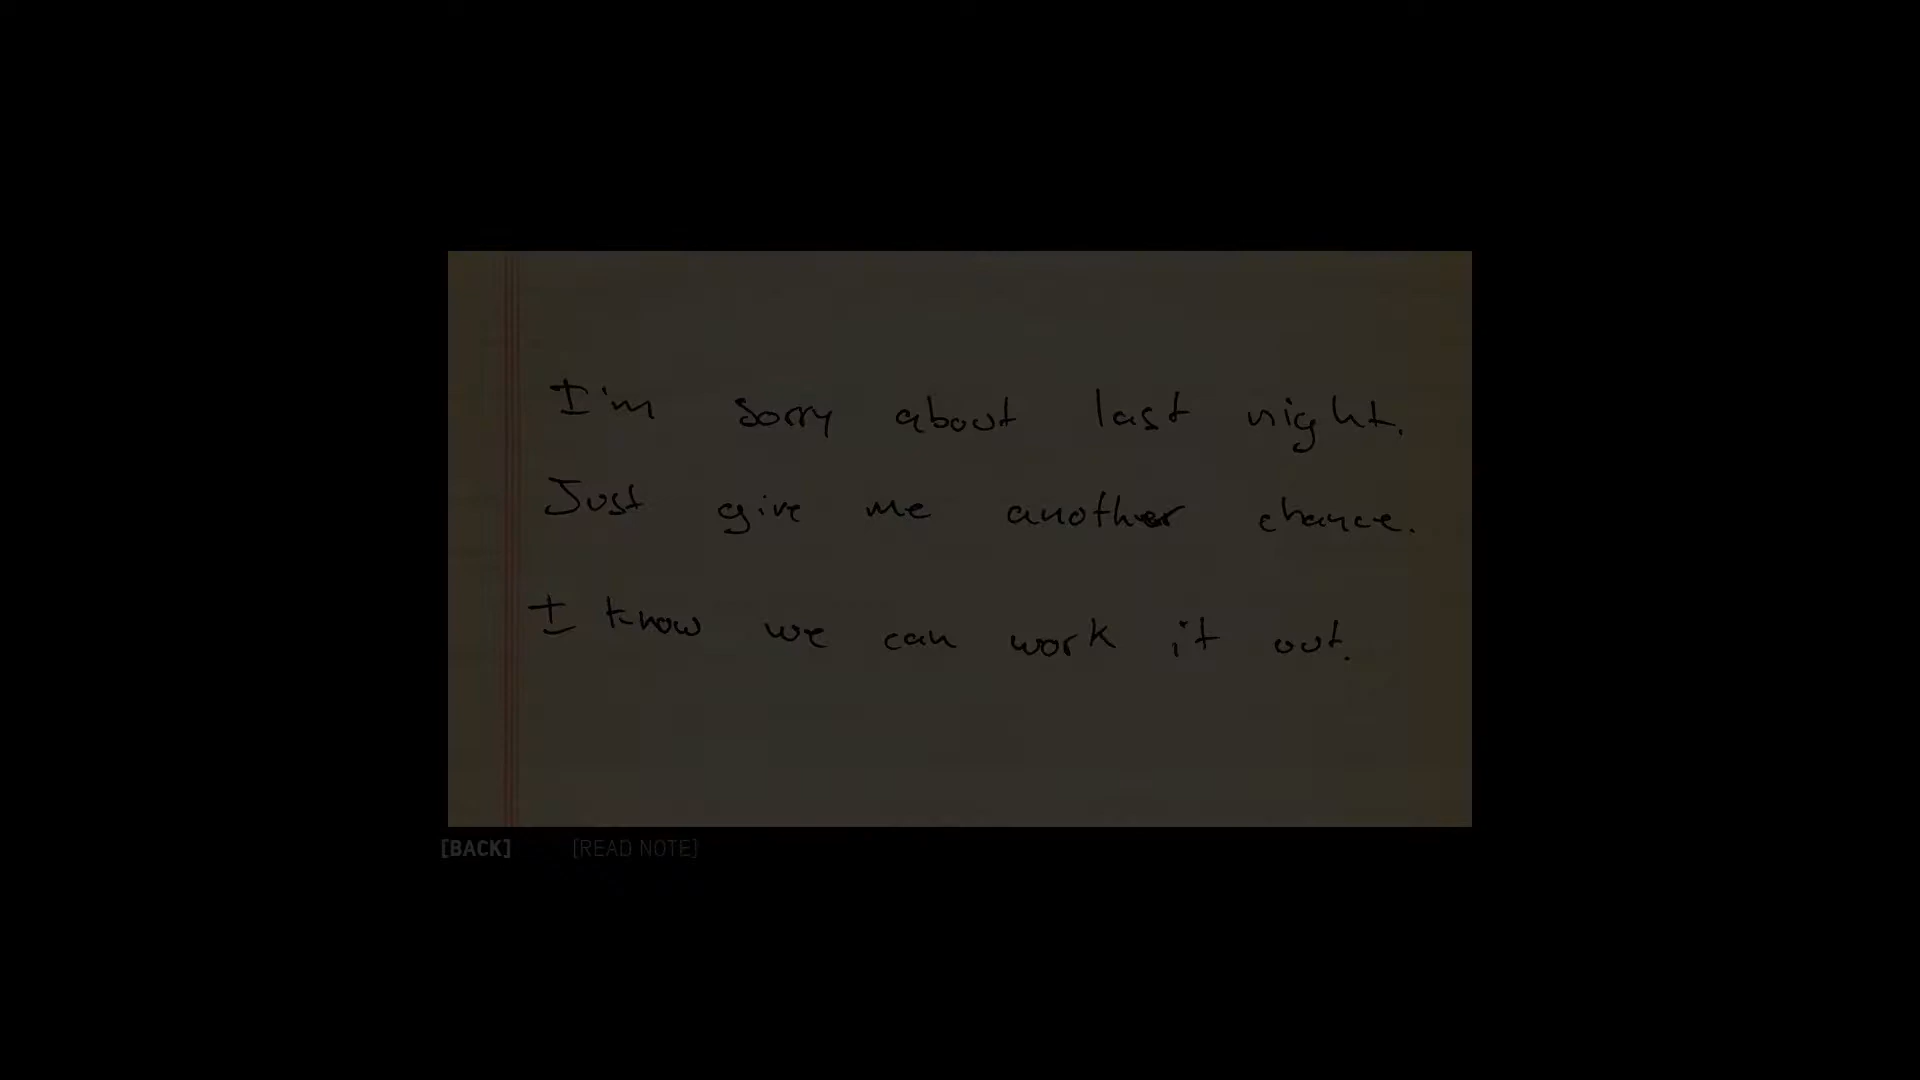 I'm sorry about last night.
Just give me another chance.
I know we can work it out.
[BACK] [READ NOTE]